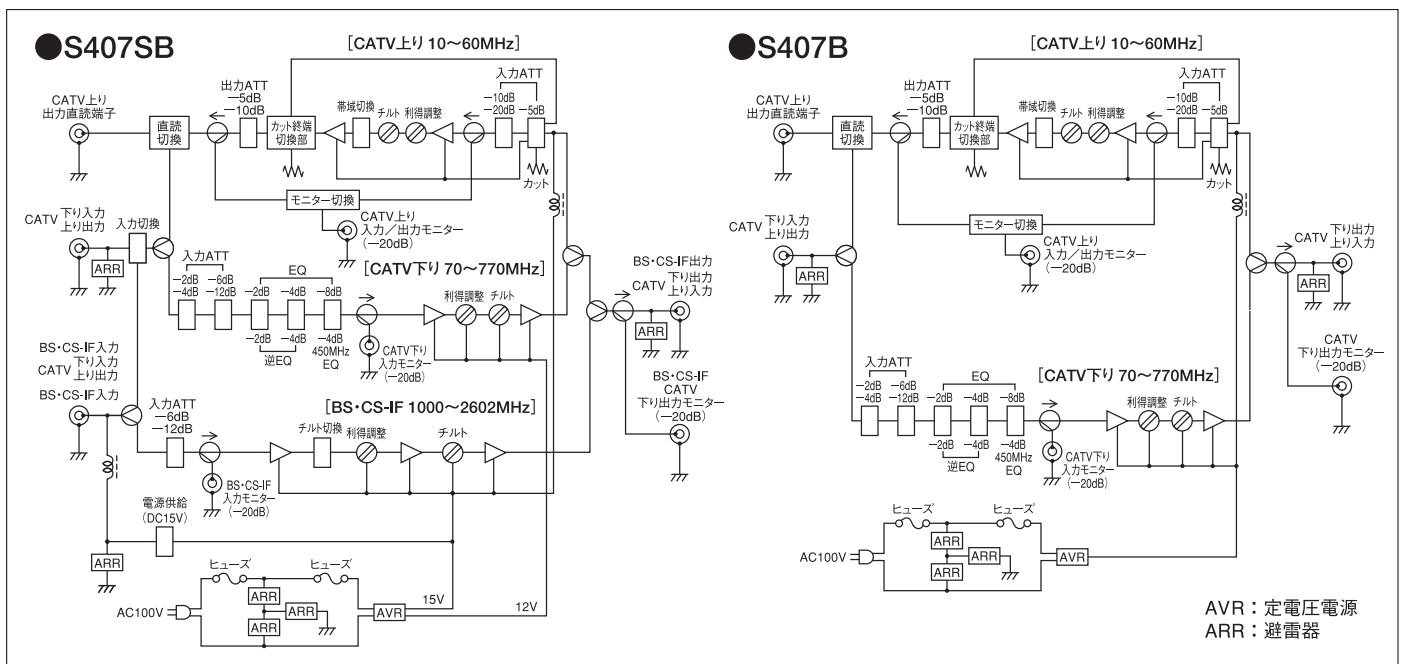 ●S407SB
[CATV上り 10〜60MHz]
CATV上り
出力直読端子
直読
切換
出力ATT
−5dB
−10dB
カット終端
切換部
帯域切換
チルト
利得調整
入力ATT
−10dB
−20dB
−5dB
カット
モニター切換
CATV上り
入力／出力モニター
(−20dB)
CATV 下り入力
上り出力
入力切換
ARR
入力ATT
−2dB
−4dB
−6dB
−12dB
EQ
−2dB
−4dB
−8dB
−2dB
−4dB
逆EQ
−4dB
450MHz
EQ
[CATV下り 70〜770MHz]
CATV下り
入力モニター
(−20dB)
利得調整
チルト
BS・CS-IF出力
CATV 下り出力
上り入力
ARR
BS・CS-IF
CATV
下り出力モニター
(−20dB)
BS・CS-IF入力
CATV 下り入力
上り出力
BS・CS-IF入力
入力ATT
−6dB
−12dB
[BS・CS-IF 1000〜2602MHz]
チルト切換
利得調整
チルト
BS・CS-IF
入力モニター
(−20dB)
電源供給
(DC15V)
ARR
ヒューズ
ヒューズ
AC100V
ARR
ARR
ARR
AVR
15V
12V
●S407B
[CATV上り 10〜60MHz]
CATV上り
出力直読端子
直読
切換
出力ATT
−5dB
−10dB
カット終端
切換部
帯域切換
チルト
利得調整
入力ATT
−10dB
−20dB
−5dB
カット
モニター切換
CATV上り
入力／出力モニター
(−20dB)
CATV 下り入力
上り出力
ARR
CATV 下り出力
上り入力
ARR
CATV
下り出力モニター
(−20dB)
入力ATT
−2dB
−4dB
−6dB
−12dB
EQ
−2dB
−4dB
−8dB
−2dB
−4dB
逆EQ
−4dB
450MHz
EQ
[CATV下り 70〜770MHz]
利得調整
チルト
CATV下り
入力モニター
(−20dB)
ヒューズ
ヒューズ
AC100V
ARR
ARR
ARR
AVR
AVR：定電圧電源
ARR：避雷器